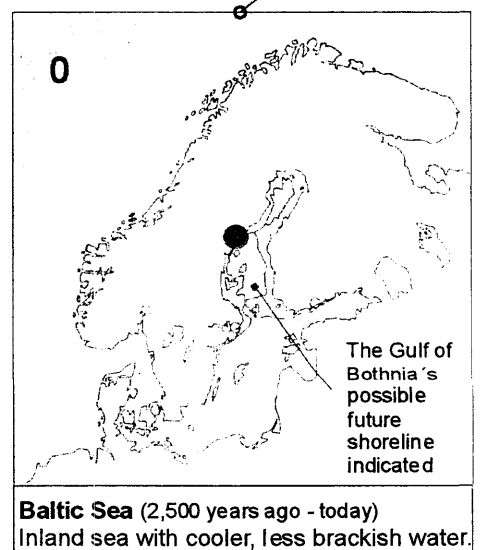 0
The Gulf of
Bothnia´s
possible
future
shoreline
indicated
Baltic Sea (2,500 years ago - today)
Inland sea with cooler, less brackish water.